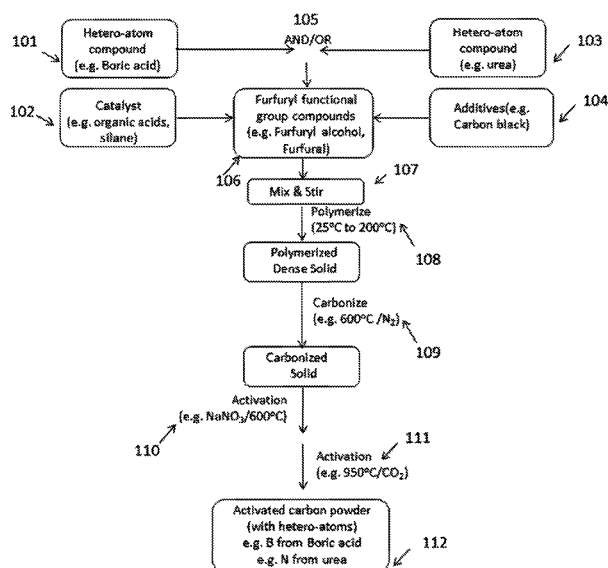 105
101
Hetero-atom
compound
(e.g. Boric acid)
AND/OR
Hetero-atom
compound
(e.g. urea)
103
102
Catalyst
(e.g. organic acids,
silane)
Furfuryl functional
group compounds
(e.g. Furfuryl alcohol,
Furfural)
Additives(e.g.
Carbon black)
104
106
Mix & Stir
107
Polymerize
(25°C to 200°C)
108
Polymerized
Dense Solid
Carbonize
(e.g. 600°C /N₂)
109
Carbonized
Solid
Activation
(e.g. NaNO₃/600°C)
110
111
Activation
(e.g. 950°C/CO₂)
Activated carbon powder
(with hetero-atoms)
e.g. B from Boric acid
e.g. N from urea
112